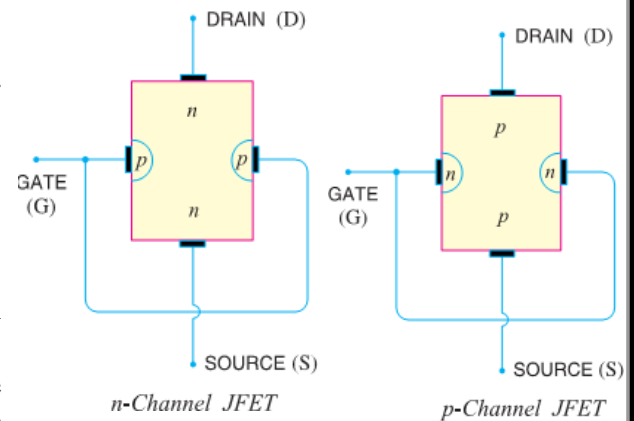 DRAIN (D)
n
p
p
GATE
(G)
n
SOURCE (S)
n-Channel JFET
DRAIN (D)
p
n
n
GATE
(G)
p
SOURCE (S)
p-Channel JFET